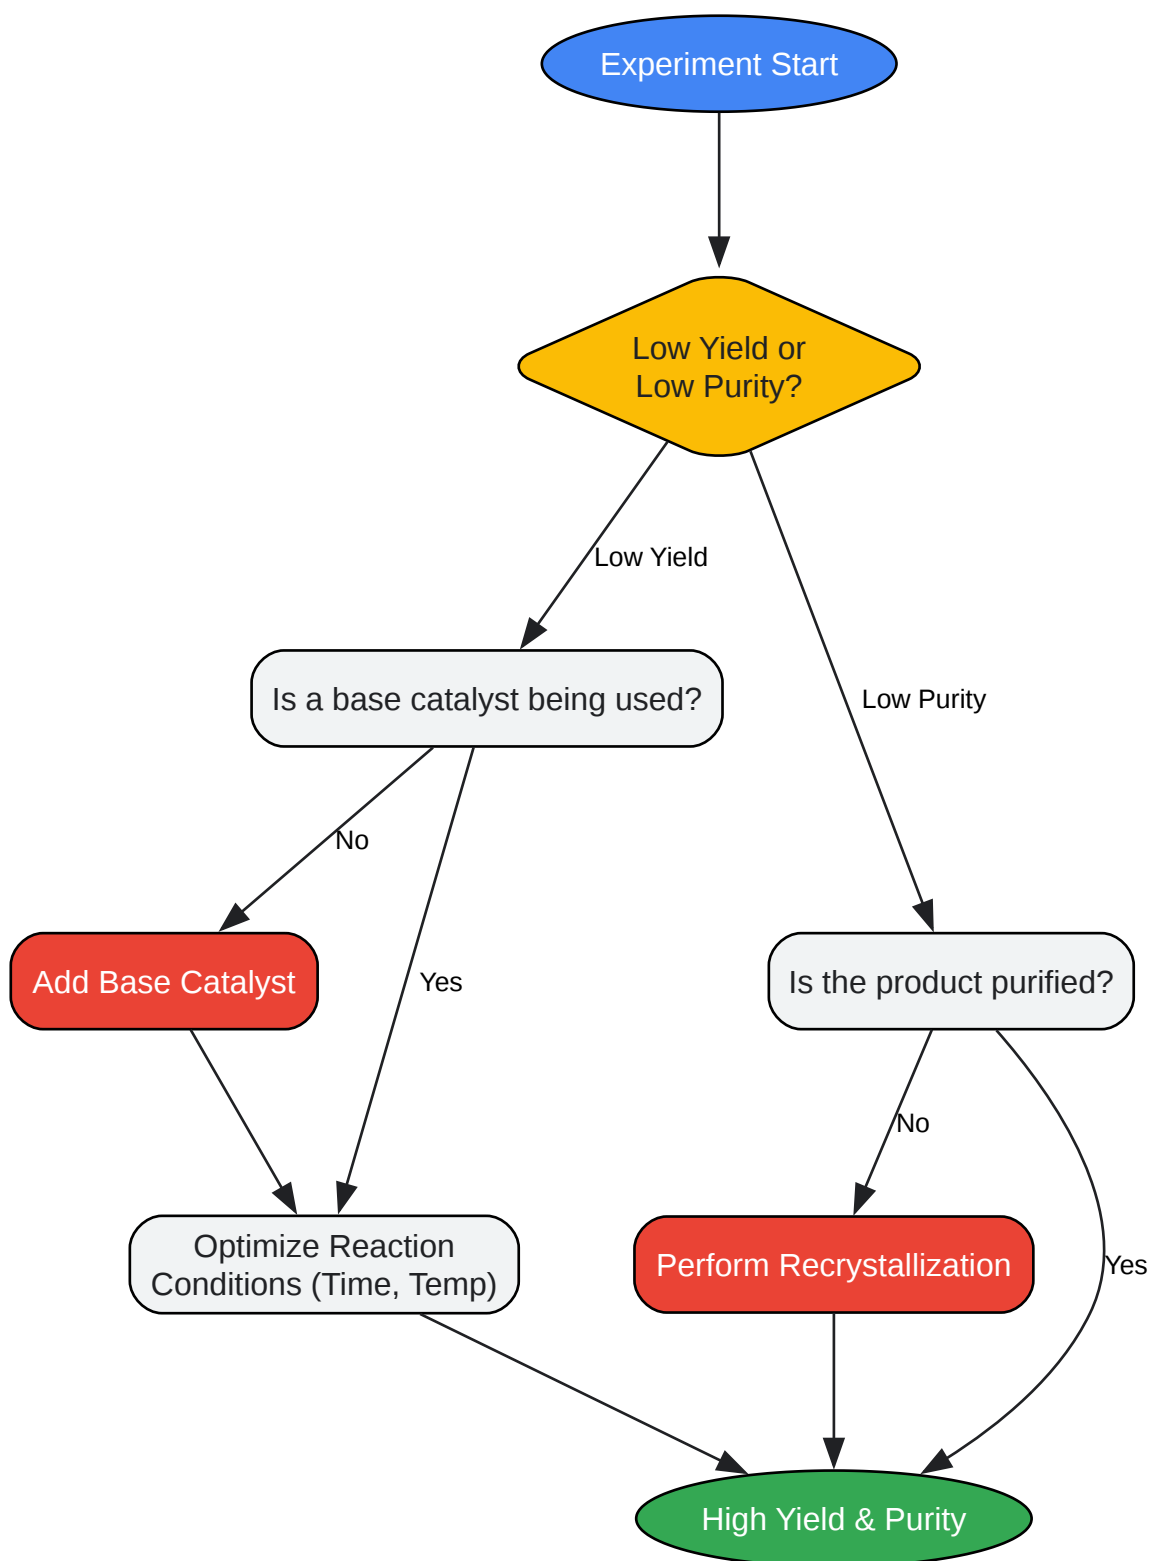 Experiment Start
Low Yield or
Low Purity?
Low Yield
Is a base catalyst being used?
Low Purity
No
Add Base Catalyst
Yes
Is the product purified?
No
Optimize Reaction
Conditions (Time, Temp)
Perform Recrystallization
Yes
High Yield & Purity